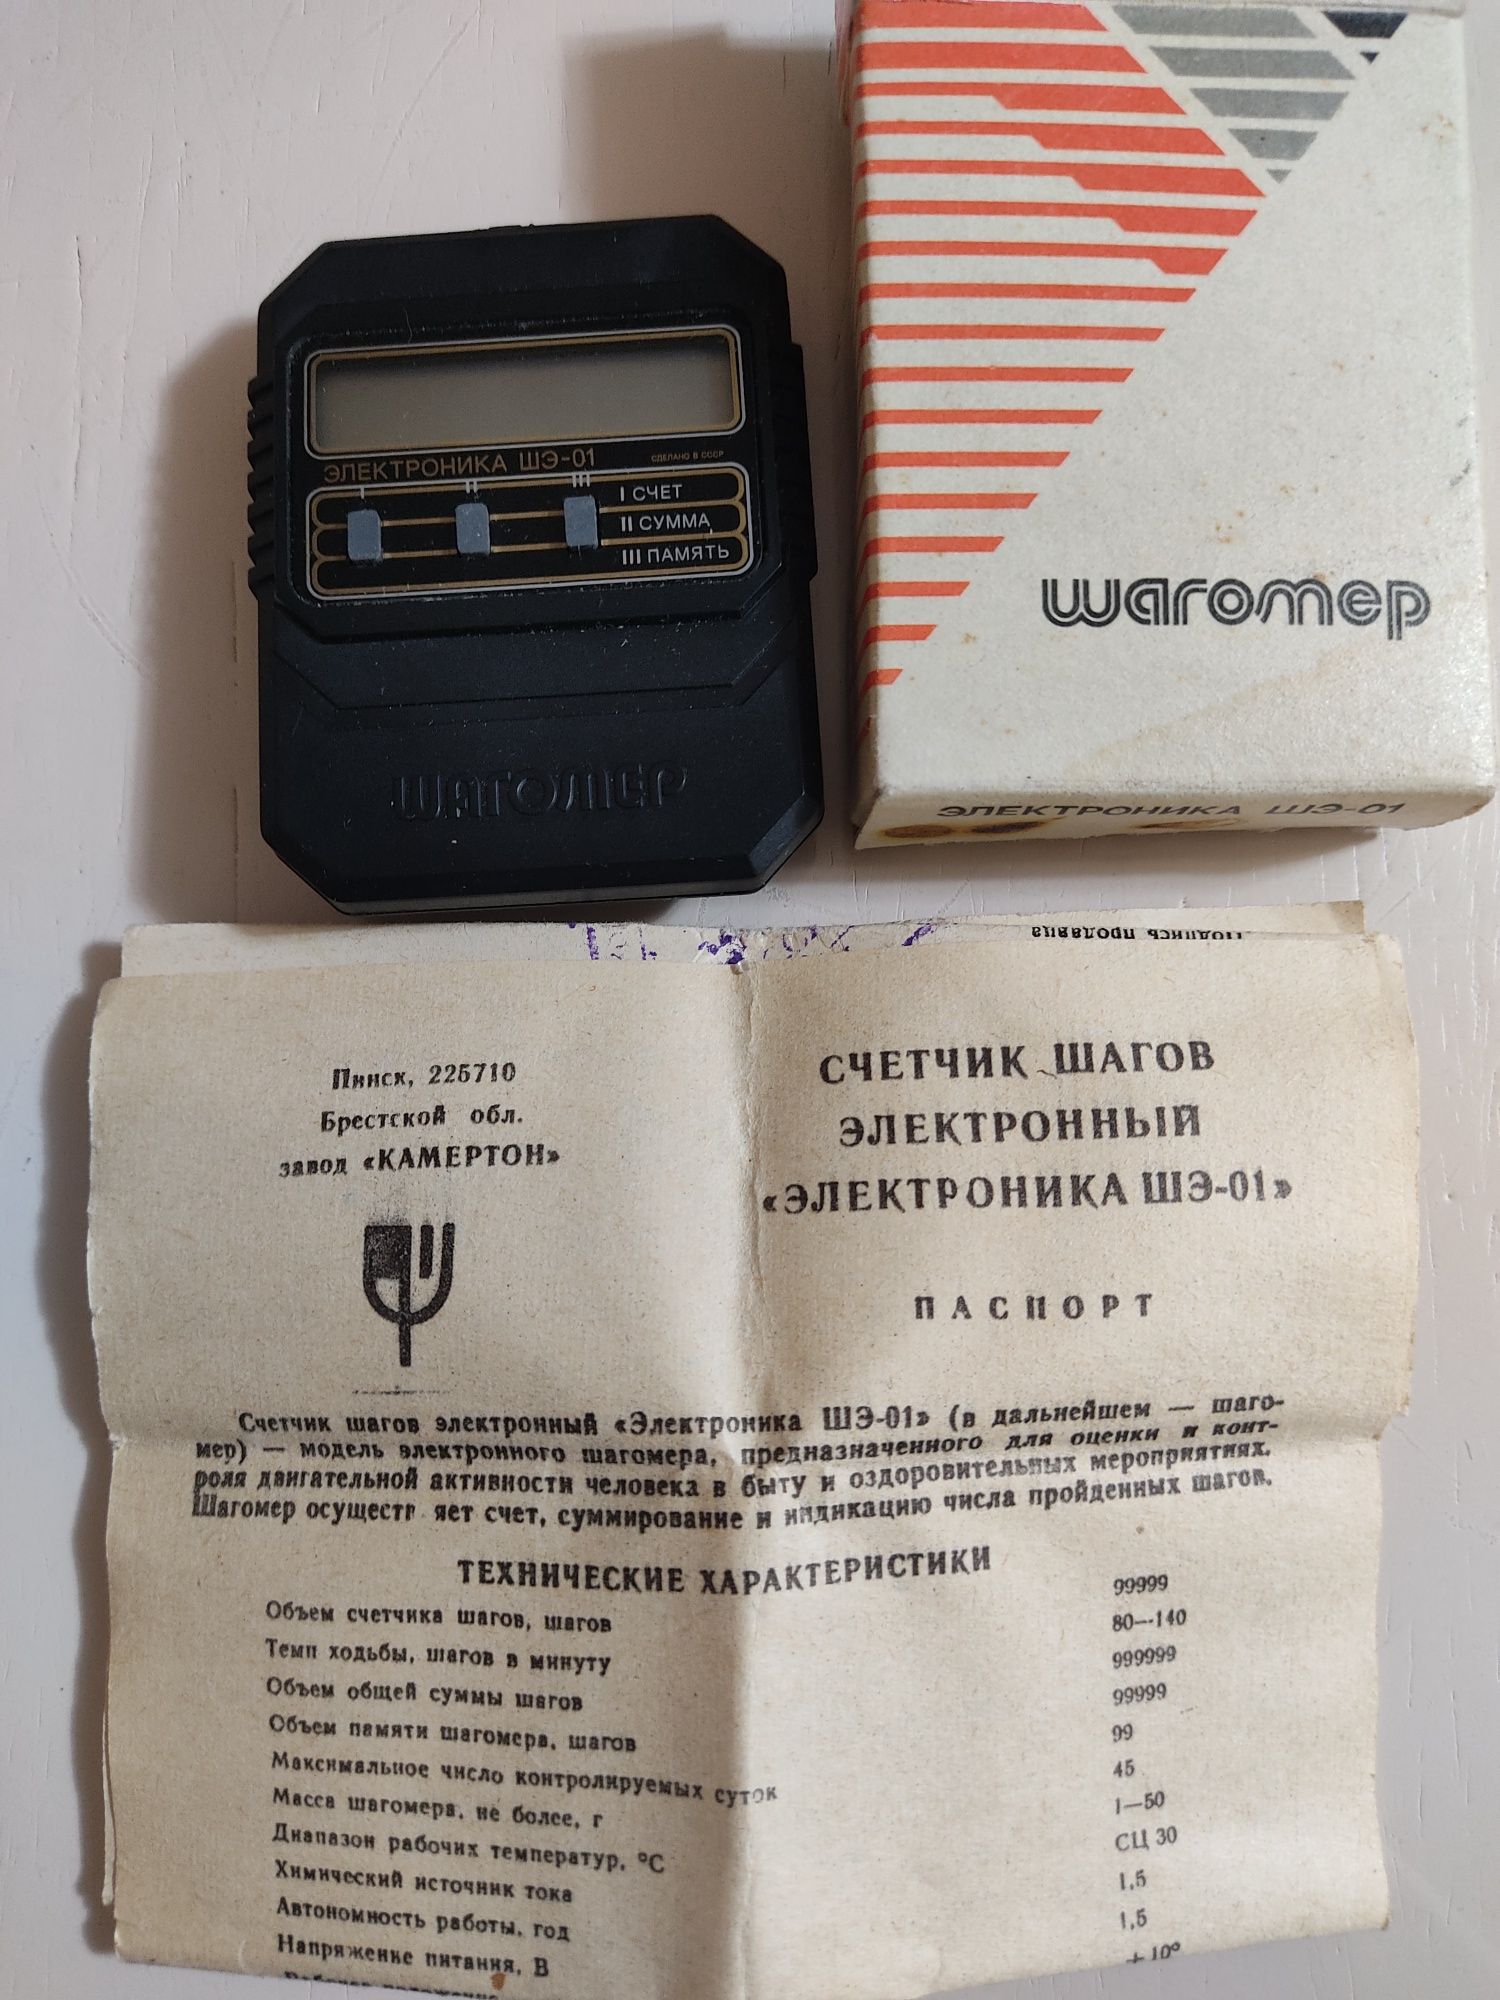 ЭЛЕКТРОНИКА ШЭ-01
СДЕЛАНО В СССР
I II III
I СЧЕТ
II СУММА
III ПАМЯТЬ
шагомер
шагомер
ЭЛЕКТРОНИКА ШЭ-01
Подпись продавца
Пинск, 225710
Брестской обл.
завод «КАМЕРТОН»
СЧЕТЧИК ШАГОВ
ЭЛЕКТРОННЫЙ
«ЭЛЕКТРОНИКА ШЭ-01»
ПАСПОРТ
Счетчик шагов электронный «Электроника ШЭ-01» (в дальнейшем — шаго-
мер) — модель электронного шагомера, предназначенного для оценки и конт-
роля двигательной активности человека в быту и оздоровительных мероприятиях.
Шагомер счет, суммирование и индикацию числа пройденных шагов.
ТЕХНИЧЕСКИЕ ХАРАКТЕРИСТИКИ
Объем счетчика шагов, шагов 99999
Темп ходьбы, шагов в минуту 80—140
Объем общей суммы шагов 999999
Объем памяти шагомера, шагов 99999
Максимальное число контролируемых суток 99
Масса шагомера, не более, г 45
Диапазон рабочих температур, °С 1—50
Химический источник тока СЦ 30
Автономность работы, год 1,5
Напряжение питания, В 1,5